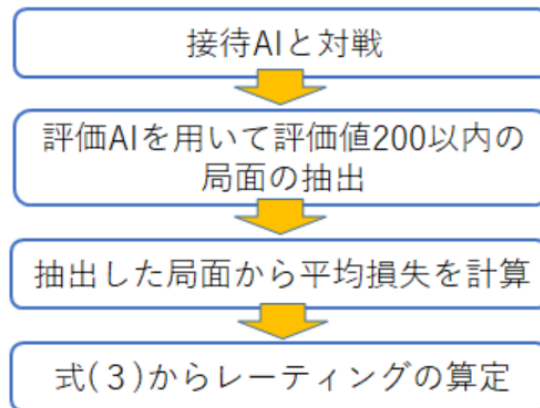 接待AIと対戦
評価AIを用いて評価値200以内の
局面の抽出
抽出した局面から平均損失を計算
式(３)からレーティングの算定